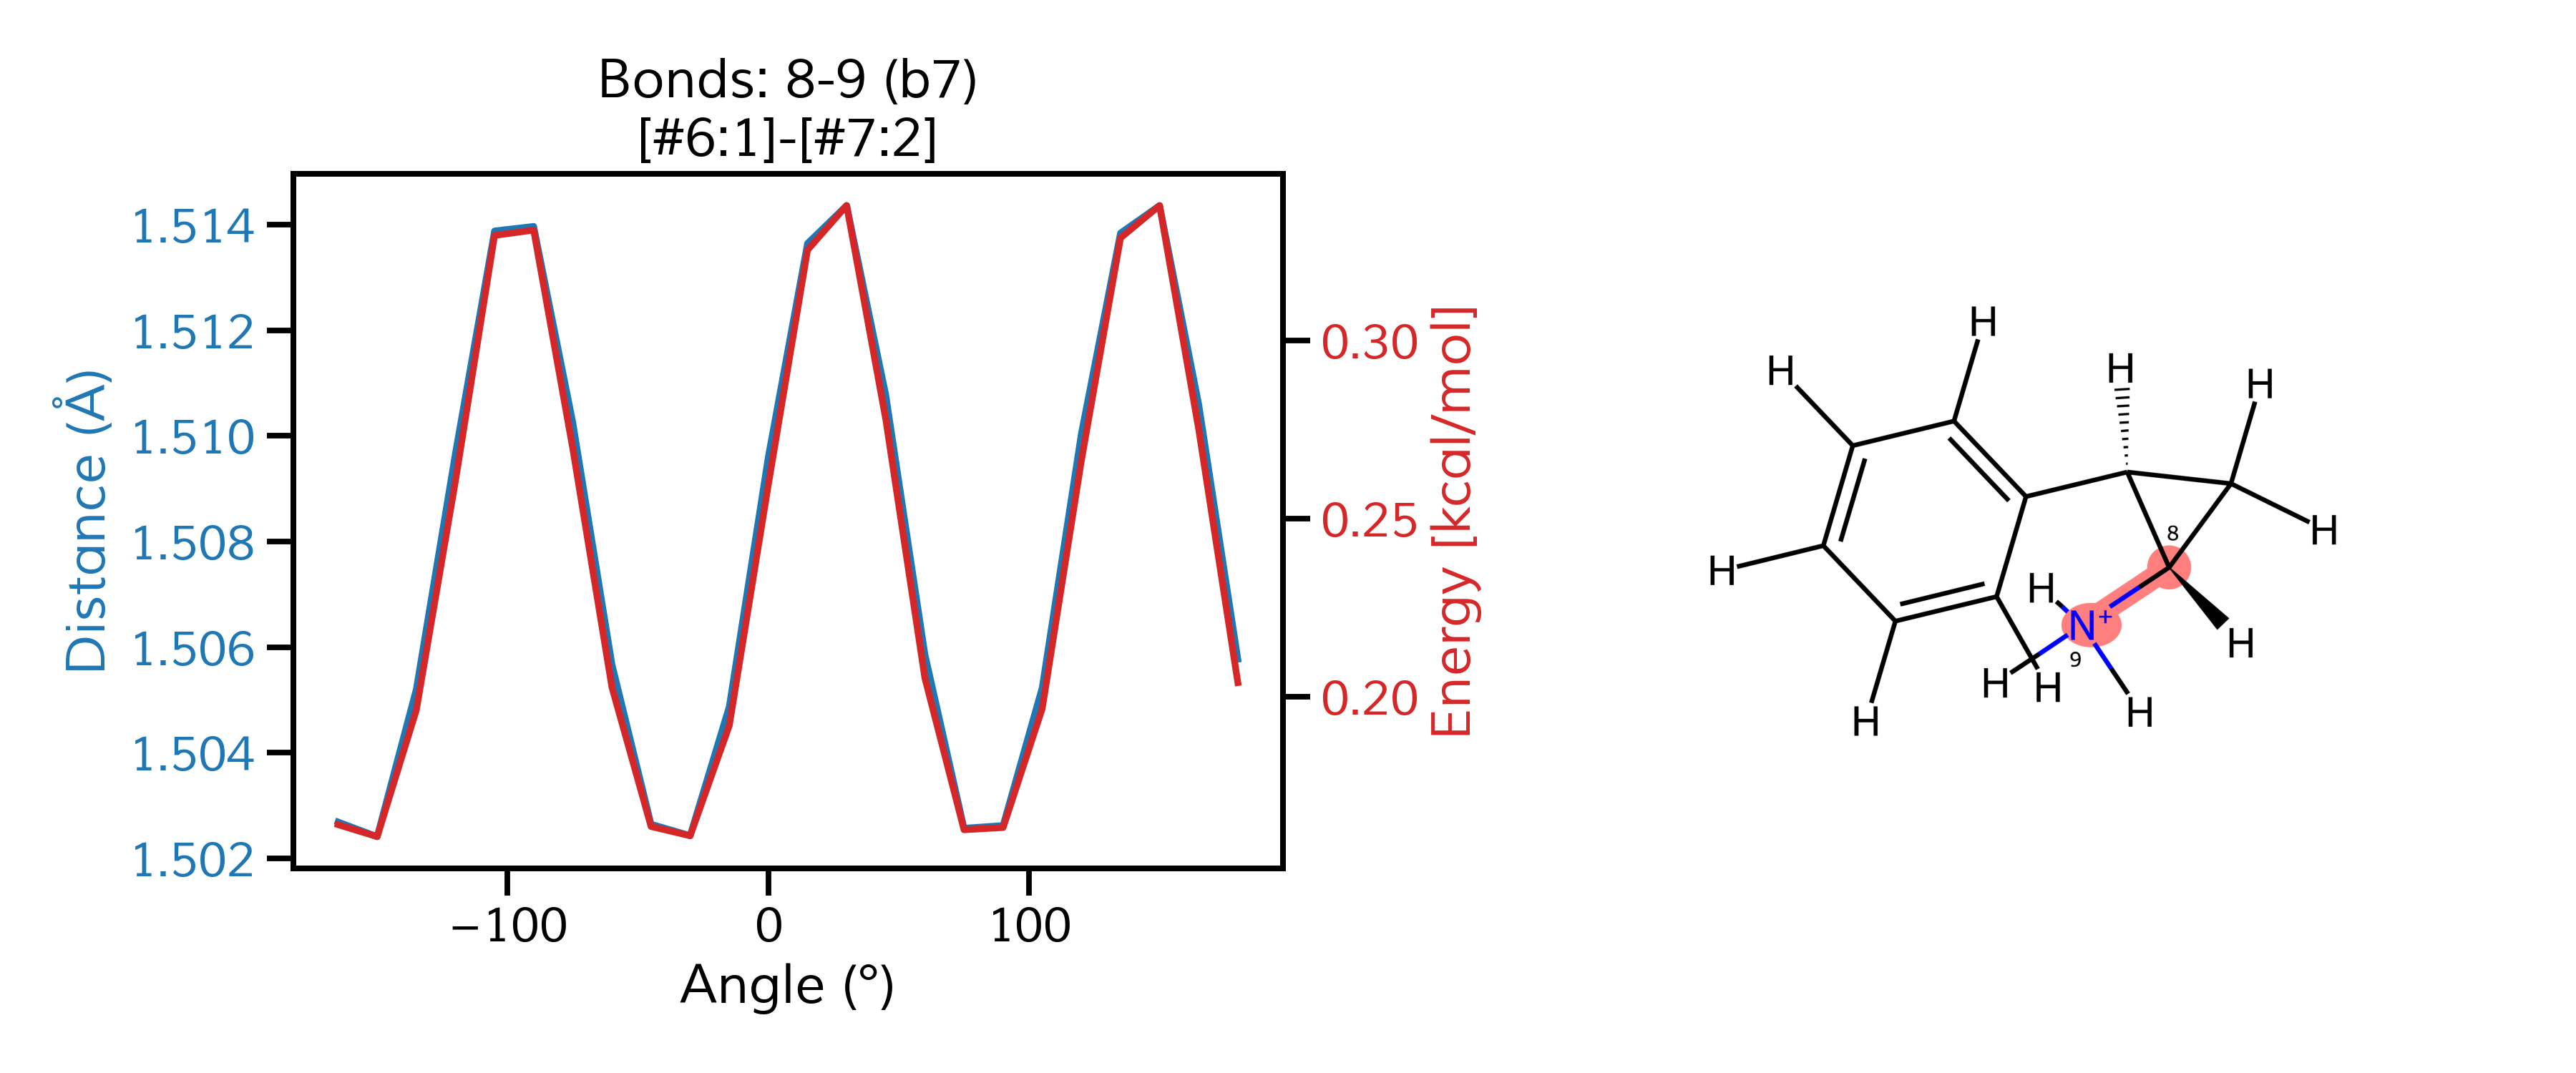 Bonds: 8-9 (b7)
[#6:1]-[#7:2]
Distance (Å)
1.514
1.512
1.510
1.508
1.506
1.504
1.502
−100
0
100
Angle (°)
0.30
0.25
0.20
Energy [kcal/mol]
H
H
H
H
H
H
8
H
N+
9
H
H
H
H
H